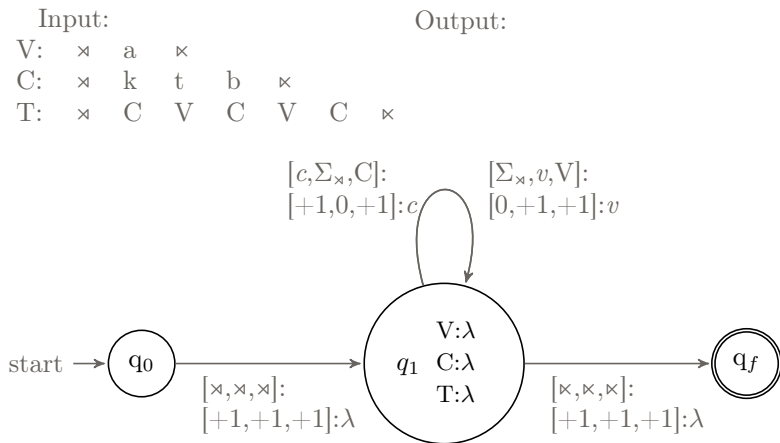 Input:
Output:
V: ⋊ a ⋉
C: ⋊ k t b ⋉
T: ⋊ C V C V C ⋉
[c,Σ⋊,C]:
[+1,0,+1]:c
[Σ⋊,v,V]:
[0,+1,+1]:v
start
q0
q1
V:λ
C:λ
T:λ
qf
[⋊,⋊,⋊]:
[+1,+1,+1]:λ
[⋉,⋉,⋉]:
[+1,+1,+1]:λ